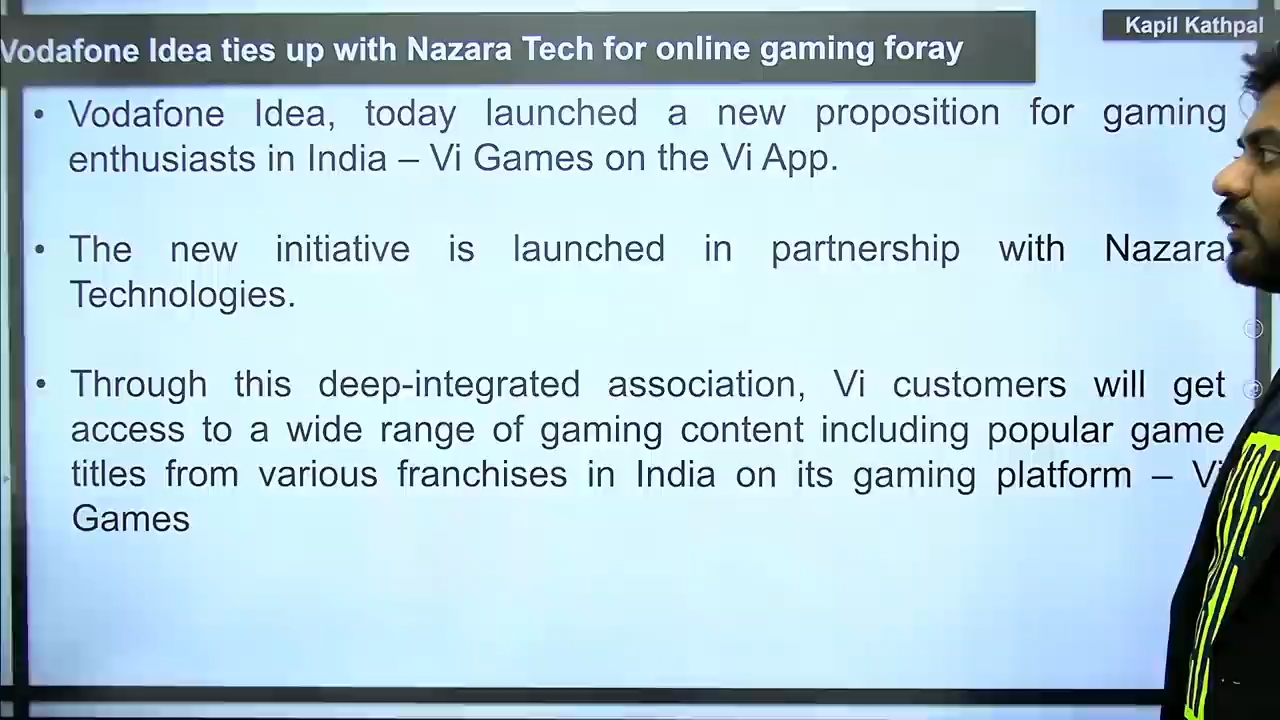 Kapil Kathpal
Vodafone Idea ties up with Nazara Tech for online gaming foray
• Vodafone Idea, today launched a new proposition for gaming
enthusiasts in India – Vi Games on the Vi App.
• The new initiative is launched in partnership with Nazara
Technologies.
• Through this deep-integrated association, Vi customers will get
access to a wide range of gaming content including popular game
titles from various franchises in India on its gaming platform – Vi
Games